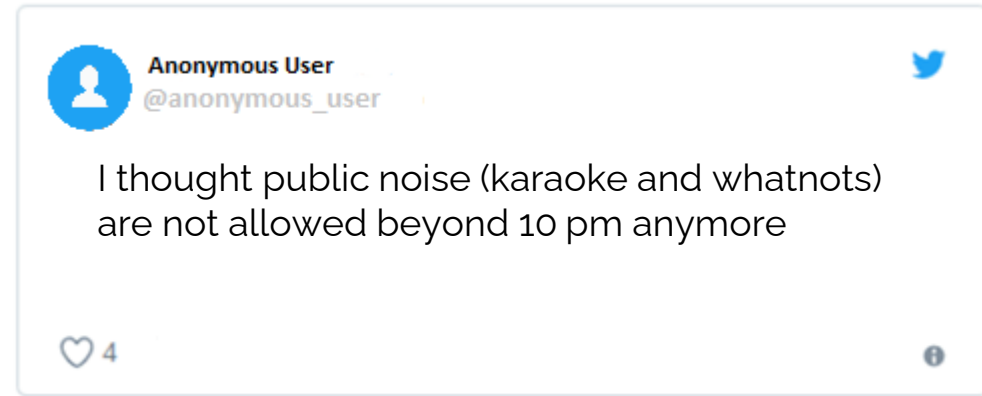 Anonymous User
@anonymous_user
I thought public noise (karaoke and whatnots)
are not allowed beyond 10 pm anymore
4